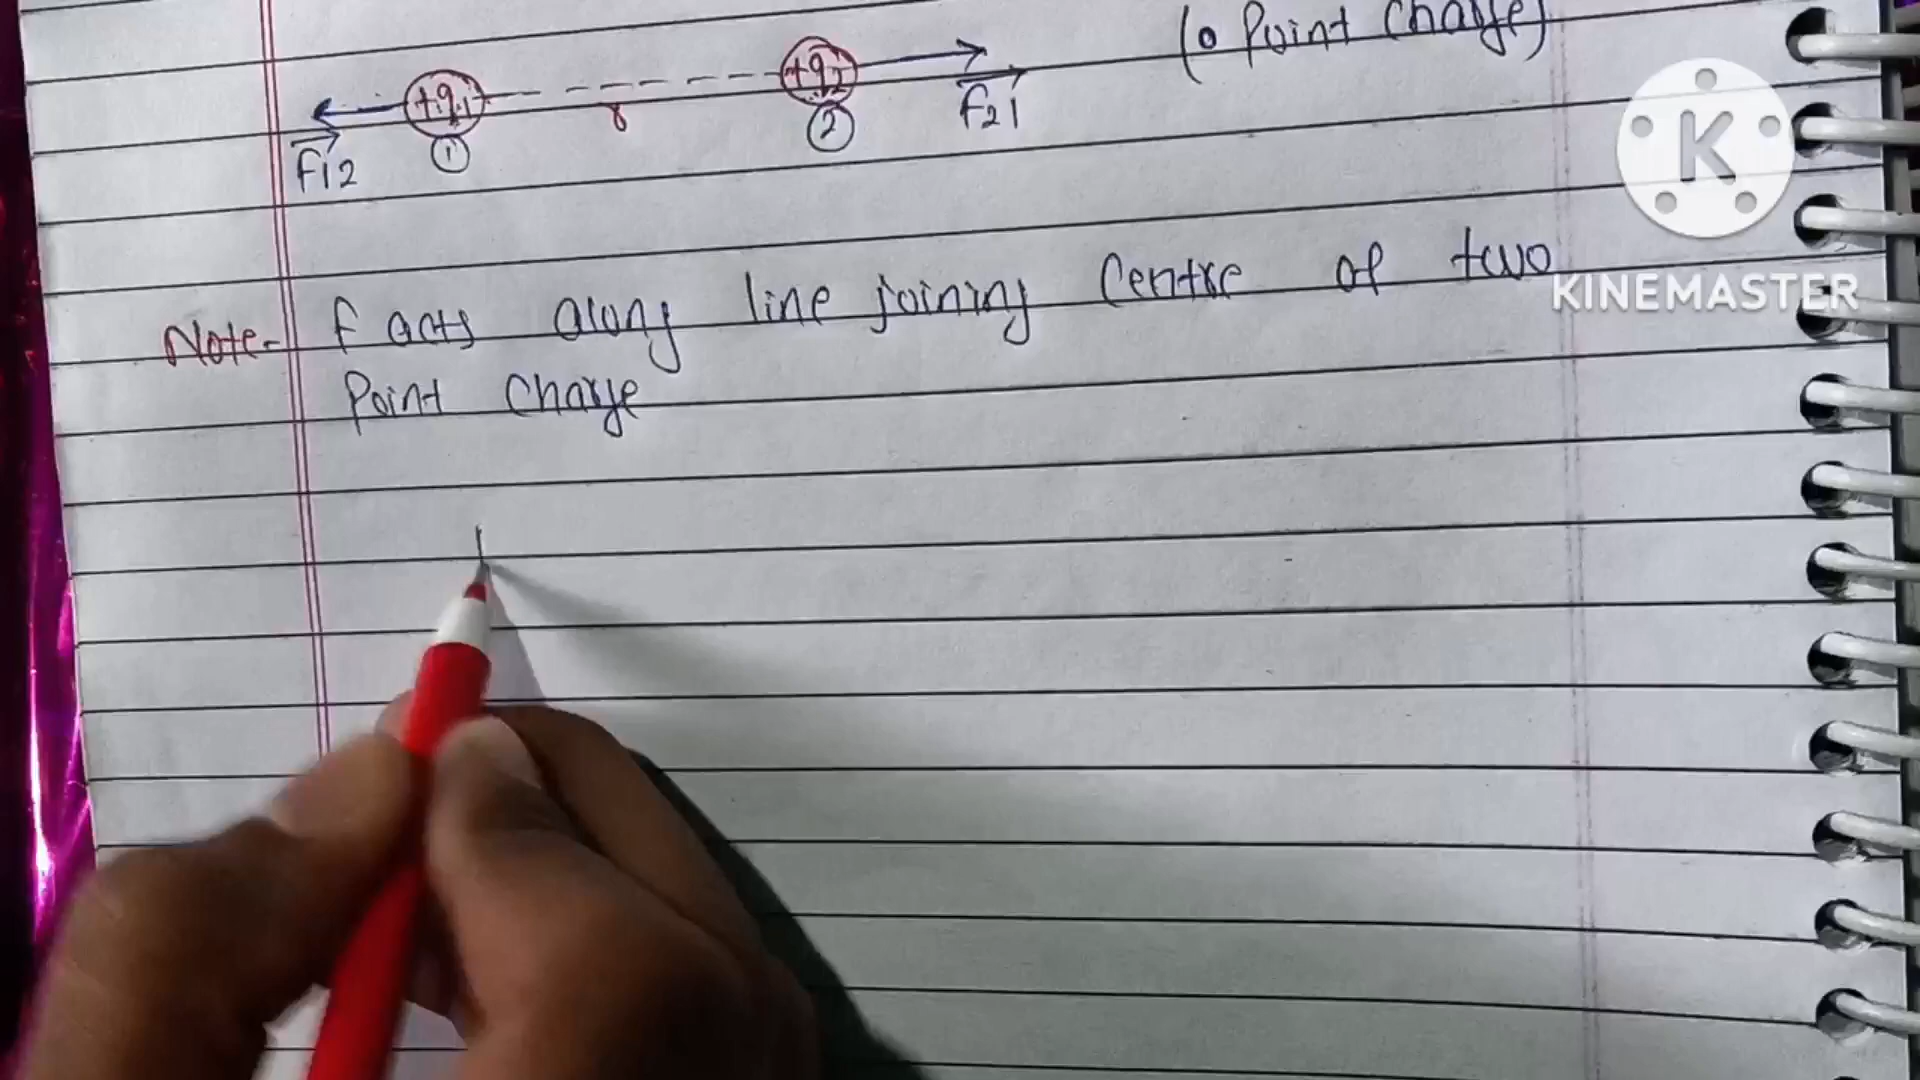 (o Point Charge)
+q1 r +q2
F12 1 2 F21
Note- F acts along line joining Centre of two
Point Charge
K
KINEMASTER